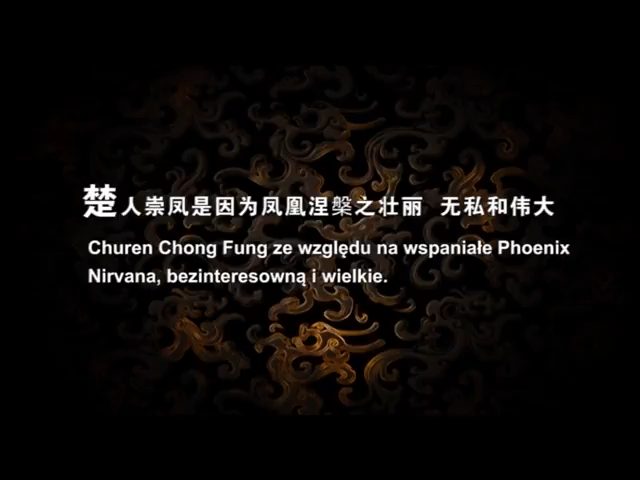 楚人崇凤是因为凤凰涅槃之壮丽 无私和伟大
Churen Chong Fung ze względu na wspaniałe Phoenix
Nirvana, bezinteresowną i wielkie.